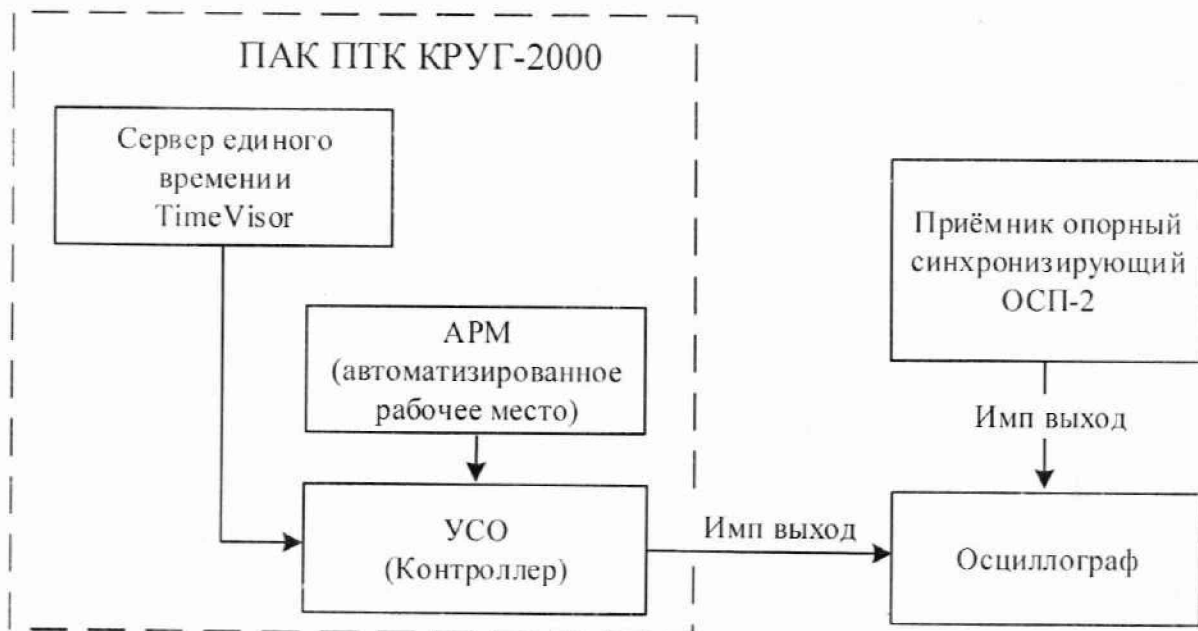 ПАК ПТК КРУГ-2000
Сервер единого
времении
TimeVisor
АРМ
(автоматизированное
рабочее место)
УСО
(Контроллер)
Имп выход
Приёмник опорный
синхронизирующий
ОСП-2
Имп выход
Осциллограф